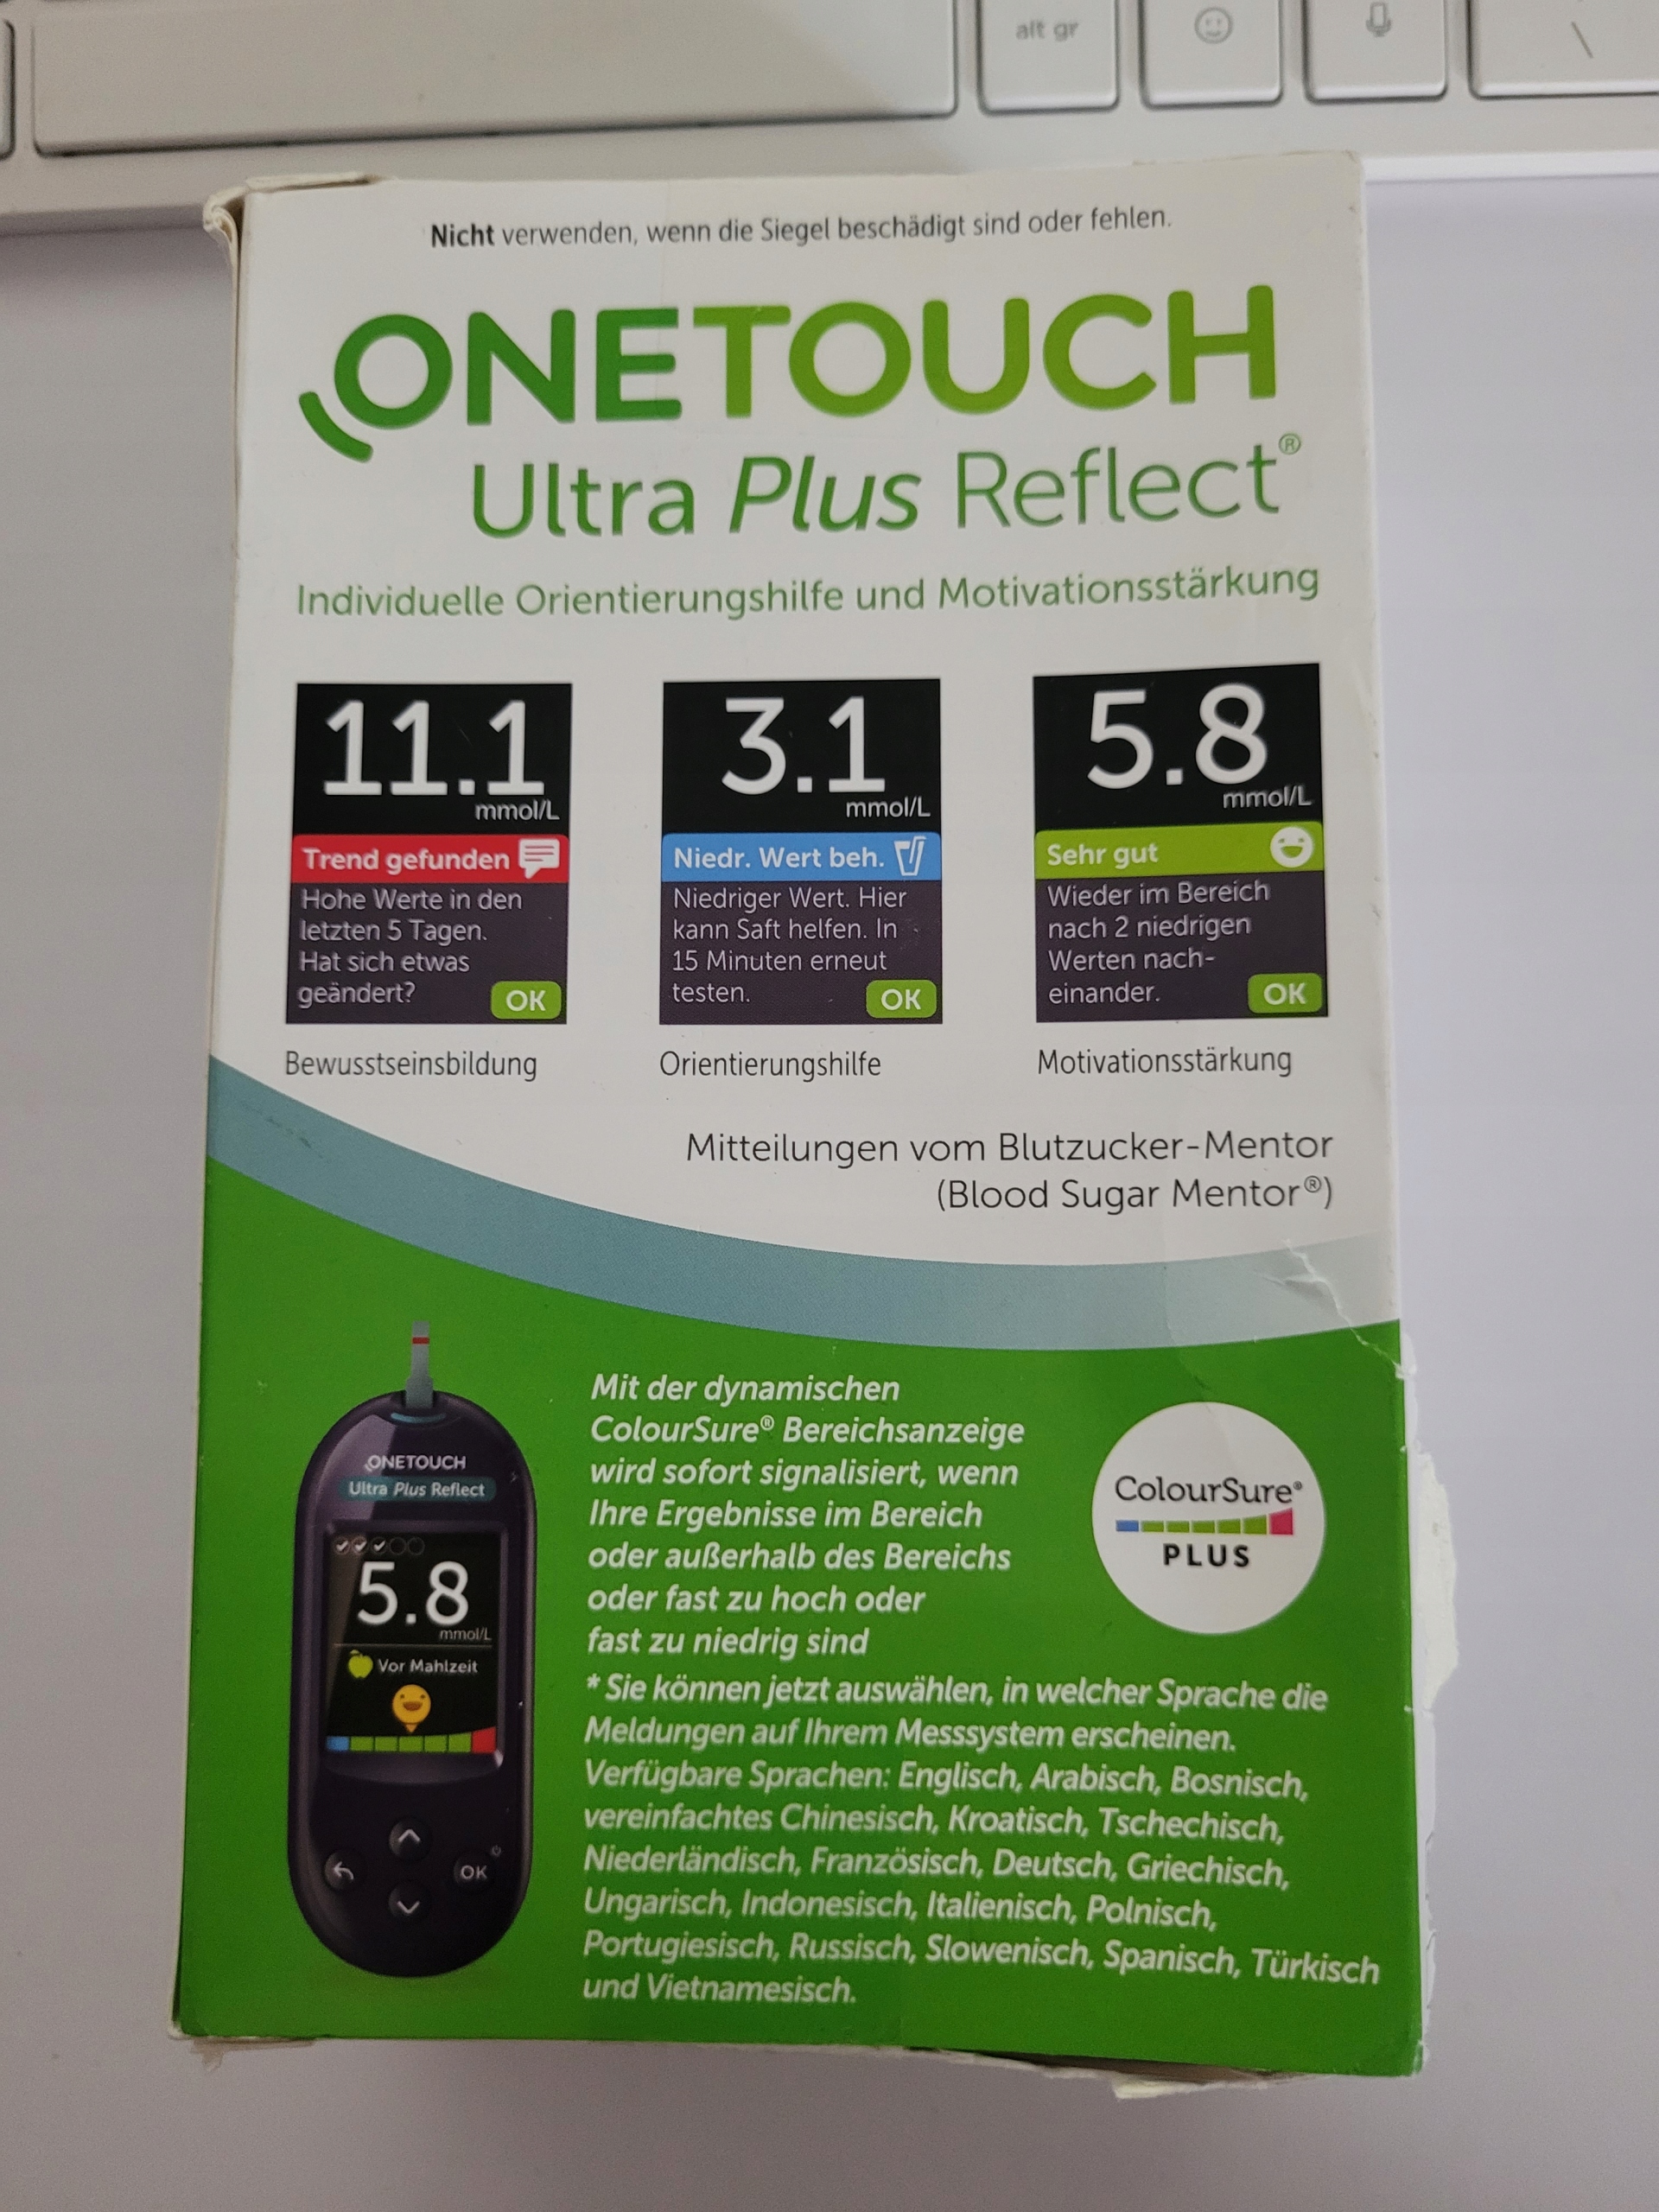 alt gr
\
Nicht verwenden, wenn die Siegel beschädigt sind oder fehlen.
ONETOUCH
Ultra Plus Reflect®
Individuelle Orientierungshilfe und Motivationsstärkung
11.1
mmol/L
Trend gefunden
Hohe Werte in den
letzten 5 Tagen.
Hat sich etwas
geändert?
OK
Bewusstseinsbildung
3.1
mmol/L
Niedr. Wert beh.
Niedriger Wert. Hier
kann Saft helfen. In
15 Minuten erneut
testen.
OK
Orientierungshilfe
5.8
mmol/L
Sehr gut
Wieder im Bereich
nach 2 niedrigen
Werten nach-
einander.
OK
Motivationsstärkung
Mitteilungen vom Blutzucker-Mentor
(Blood Sugar Mentor®)
ONETOUCH
Ultra Plus Reflect
5.8
mmol/L
Vor Mahlzeit
OK
Mit der dynamischen
ColourSure® Bereichsanzeige
wird sofort signalisiert, wenn
Ihre Ergebnisse im Bereich
oder außerhalb des Bereichs
oder fast zu hoch oder
fast zu niedrig sind
ColourSure®
PLUS
* Sie können jetzt auswählen, in welcher Sprache die
Meldungen auf Ihrem Messsystem erscheinen.
Verfügbare Sprachen: Englisch, Arabisch, Bosnisch,
vereinfachtes Chinesisch, Kroatisch, Tschechisch,
Niederländisch, Französisch, Deutsch, Griechisch,
Ungarisch, Indonesisch, Italienisch, Polnisch,
Portugiesisch, Russisch, Slowenisch, Spanisch, Türkisch
und Vietnamesisch.